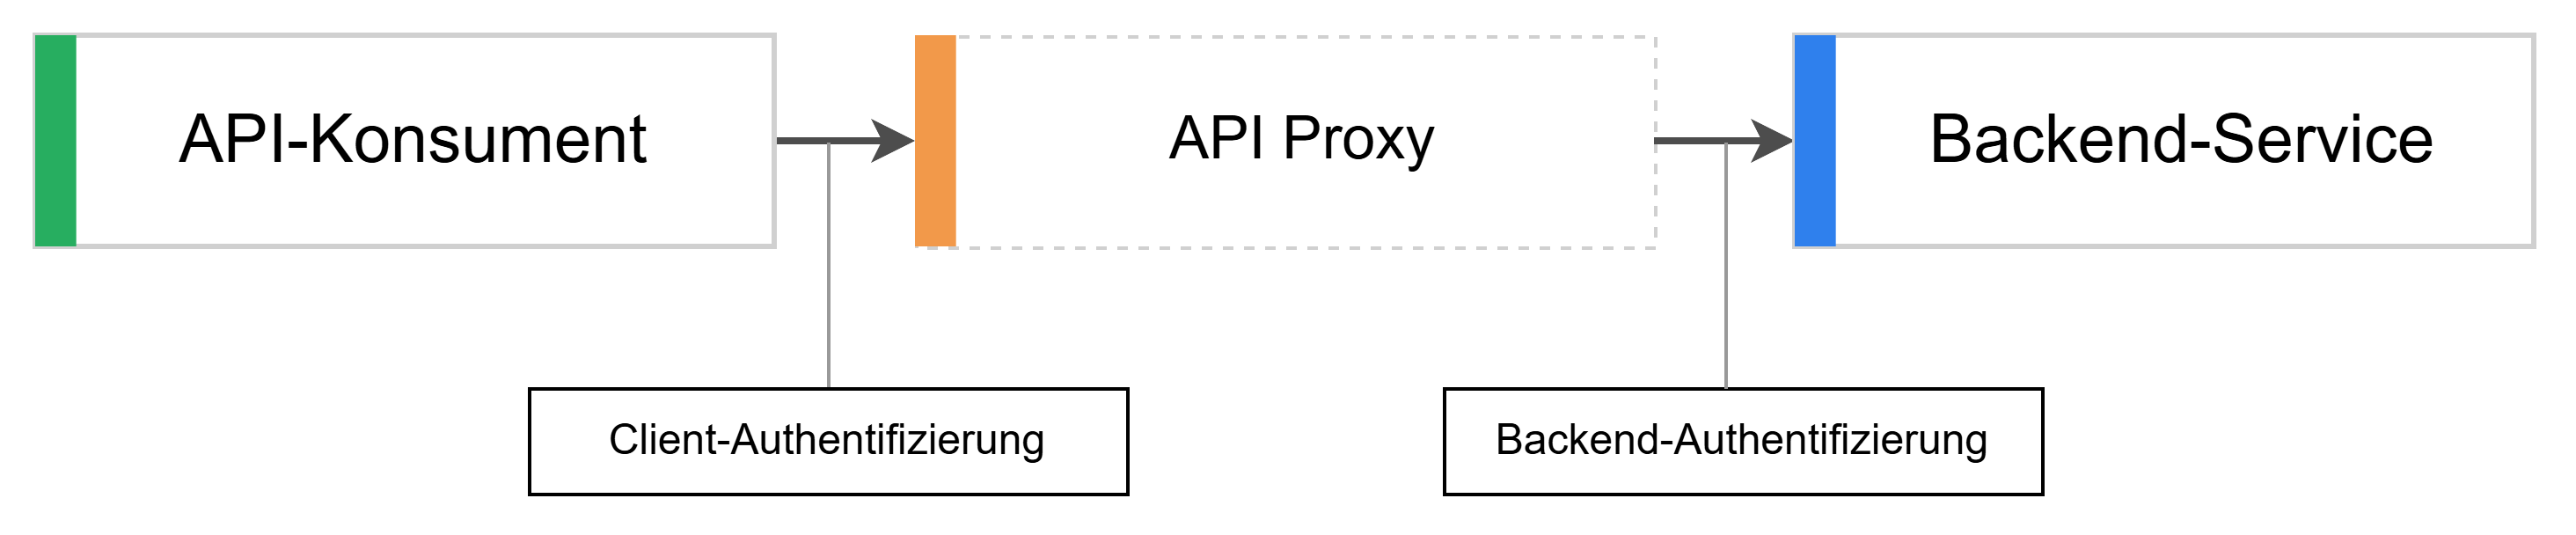 API-Konsument
API Proxy
Backend-Service
Client-Authentifizierung
Backend-Authentifizierung